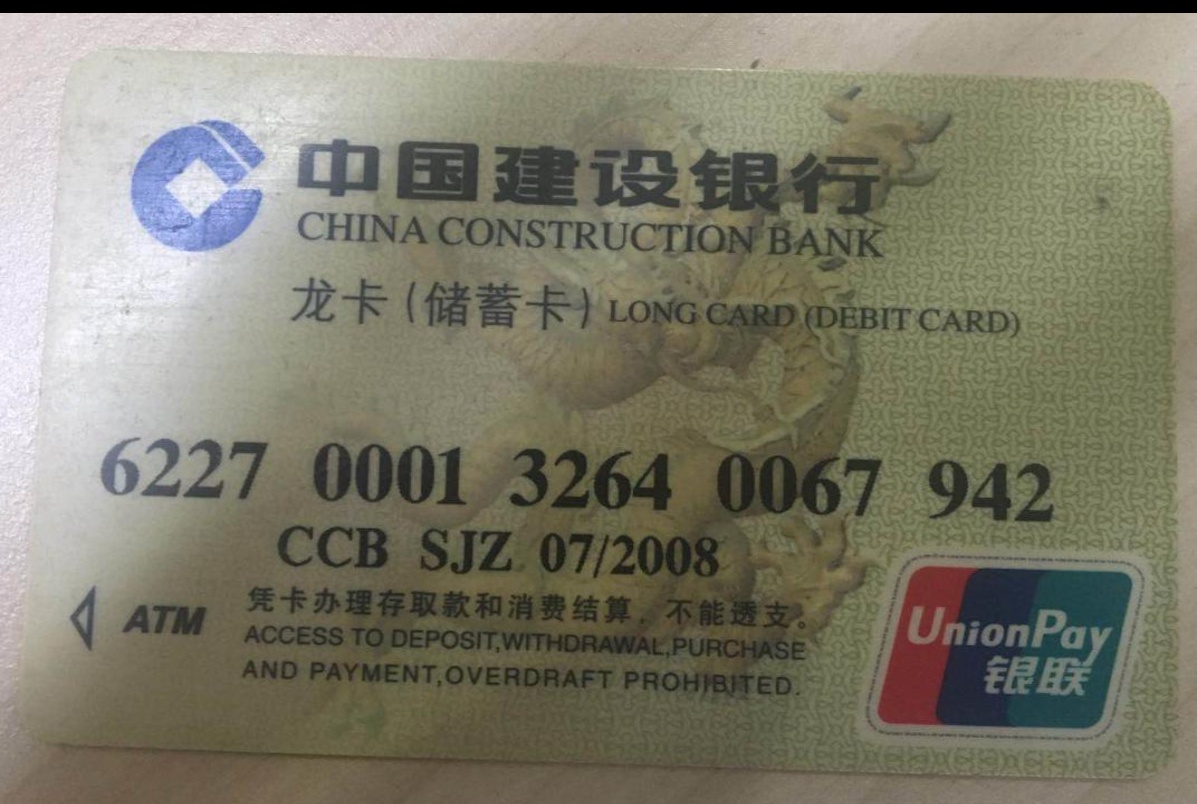 中国建设银行
CHINA CONSTRUCTION BANK
龙卡(储蓄卡) LONG CARD (DEBIT CARD)
6227 0001 3264 0067 942
CCB SJZ 07/2008
ATM
凭卡办理存取款和消费结算，不能透支。
ACCESS TO DEPOSIT,WITHDRAWAL,PURCHASE
AND PAYMENT,OVERDRAFT PROHIBITED.
UnionPay
银联